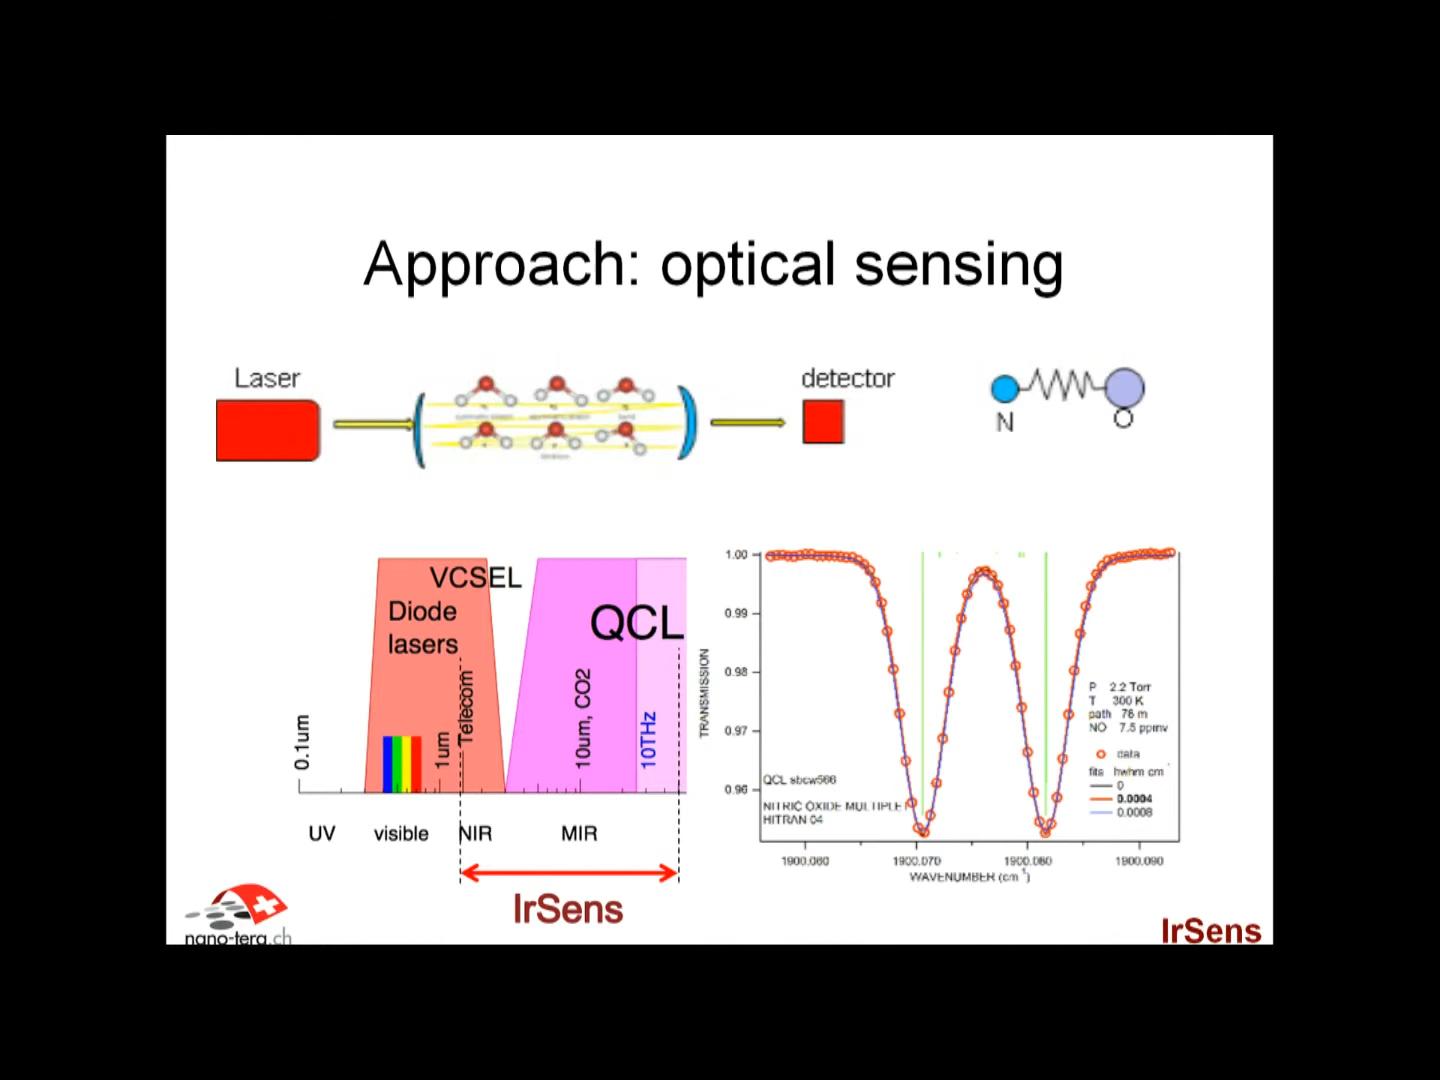 Approach: optical sensing
Laser
detector
N
O
VCSEL
Diode
lasers
QCL
0.1um
1um
Telecom
10um, CO2
10THz
UV
visible
NIR
MIR
IrSens
1.00
0.99
0.98
0.97
0.96
TRANSMISSION
P 2.2 Torr
T 300 K
path 76 m
NO 7.5 ppmv
data
fits hwhm cm
0
0.0004
0.0008
QCL sbcw566
NITRIC OXIDE MULTIPLET
HITRAN 04
1900.060
1900.070
1900.080
1900.090
WAVENUMBER (cm⁻¹)
nano-tera.ch
IrSens